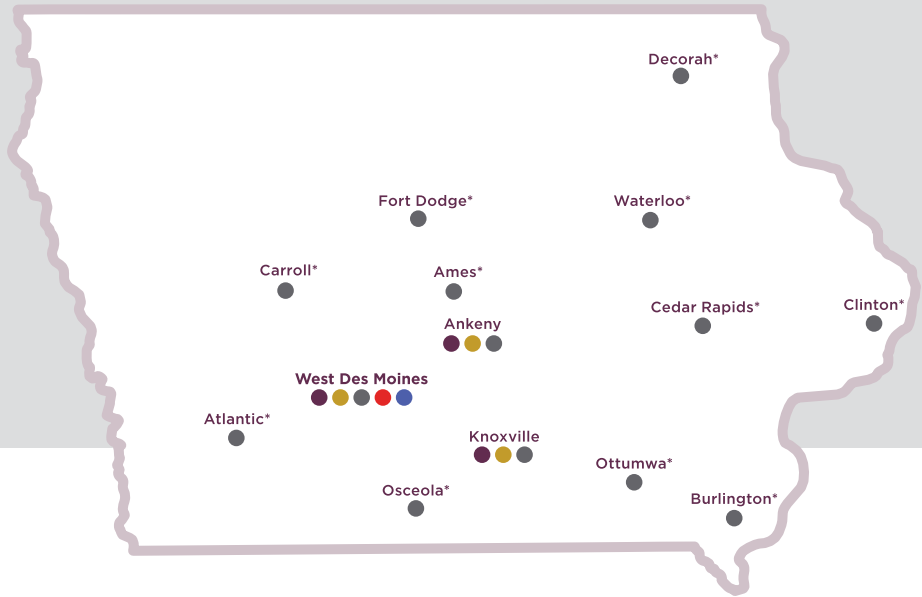 Decorah*
Fort Dodge*
Waterloo*
Carroll*
Ames*
Cedar Rapids*
Clinton*
Ankeny
West Des Moines
Atlantic*
Knoxville
Ottumwa*
Osceola*
Burlington*